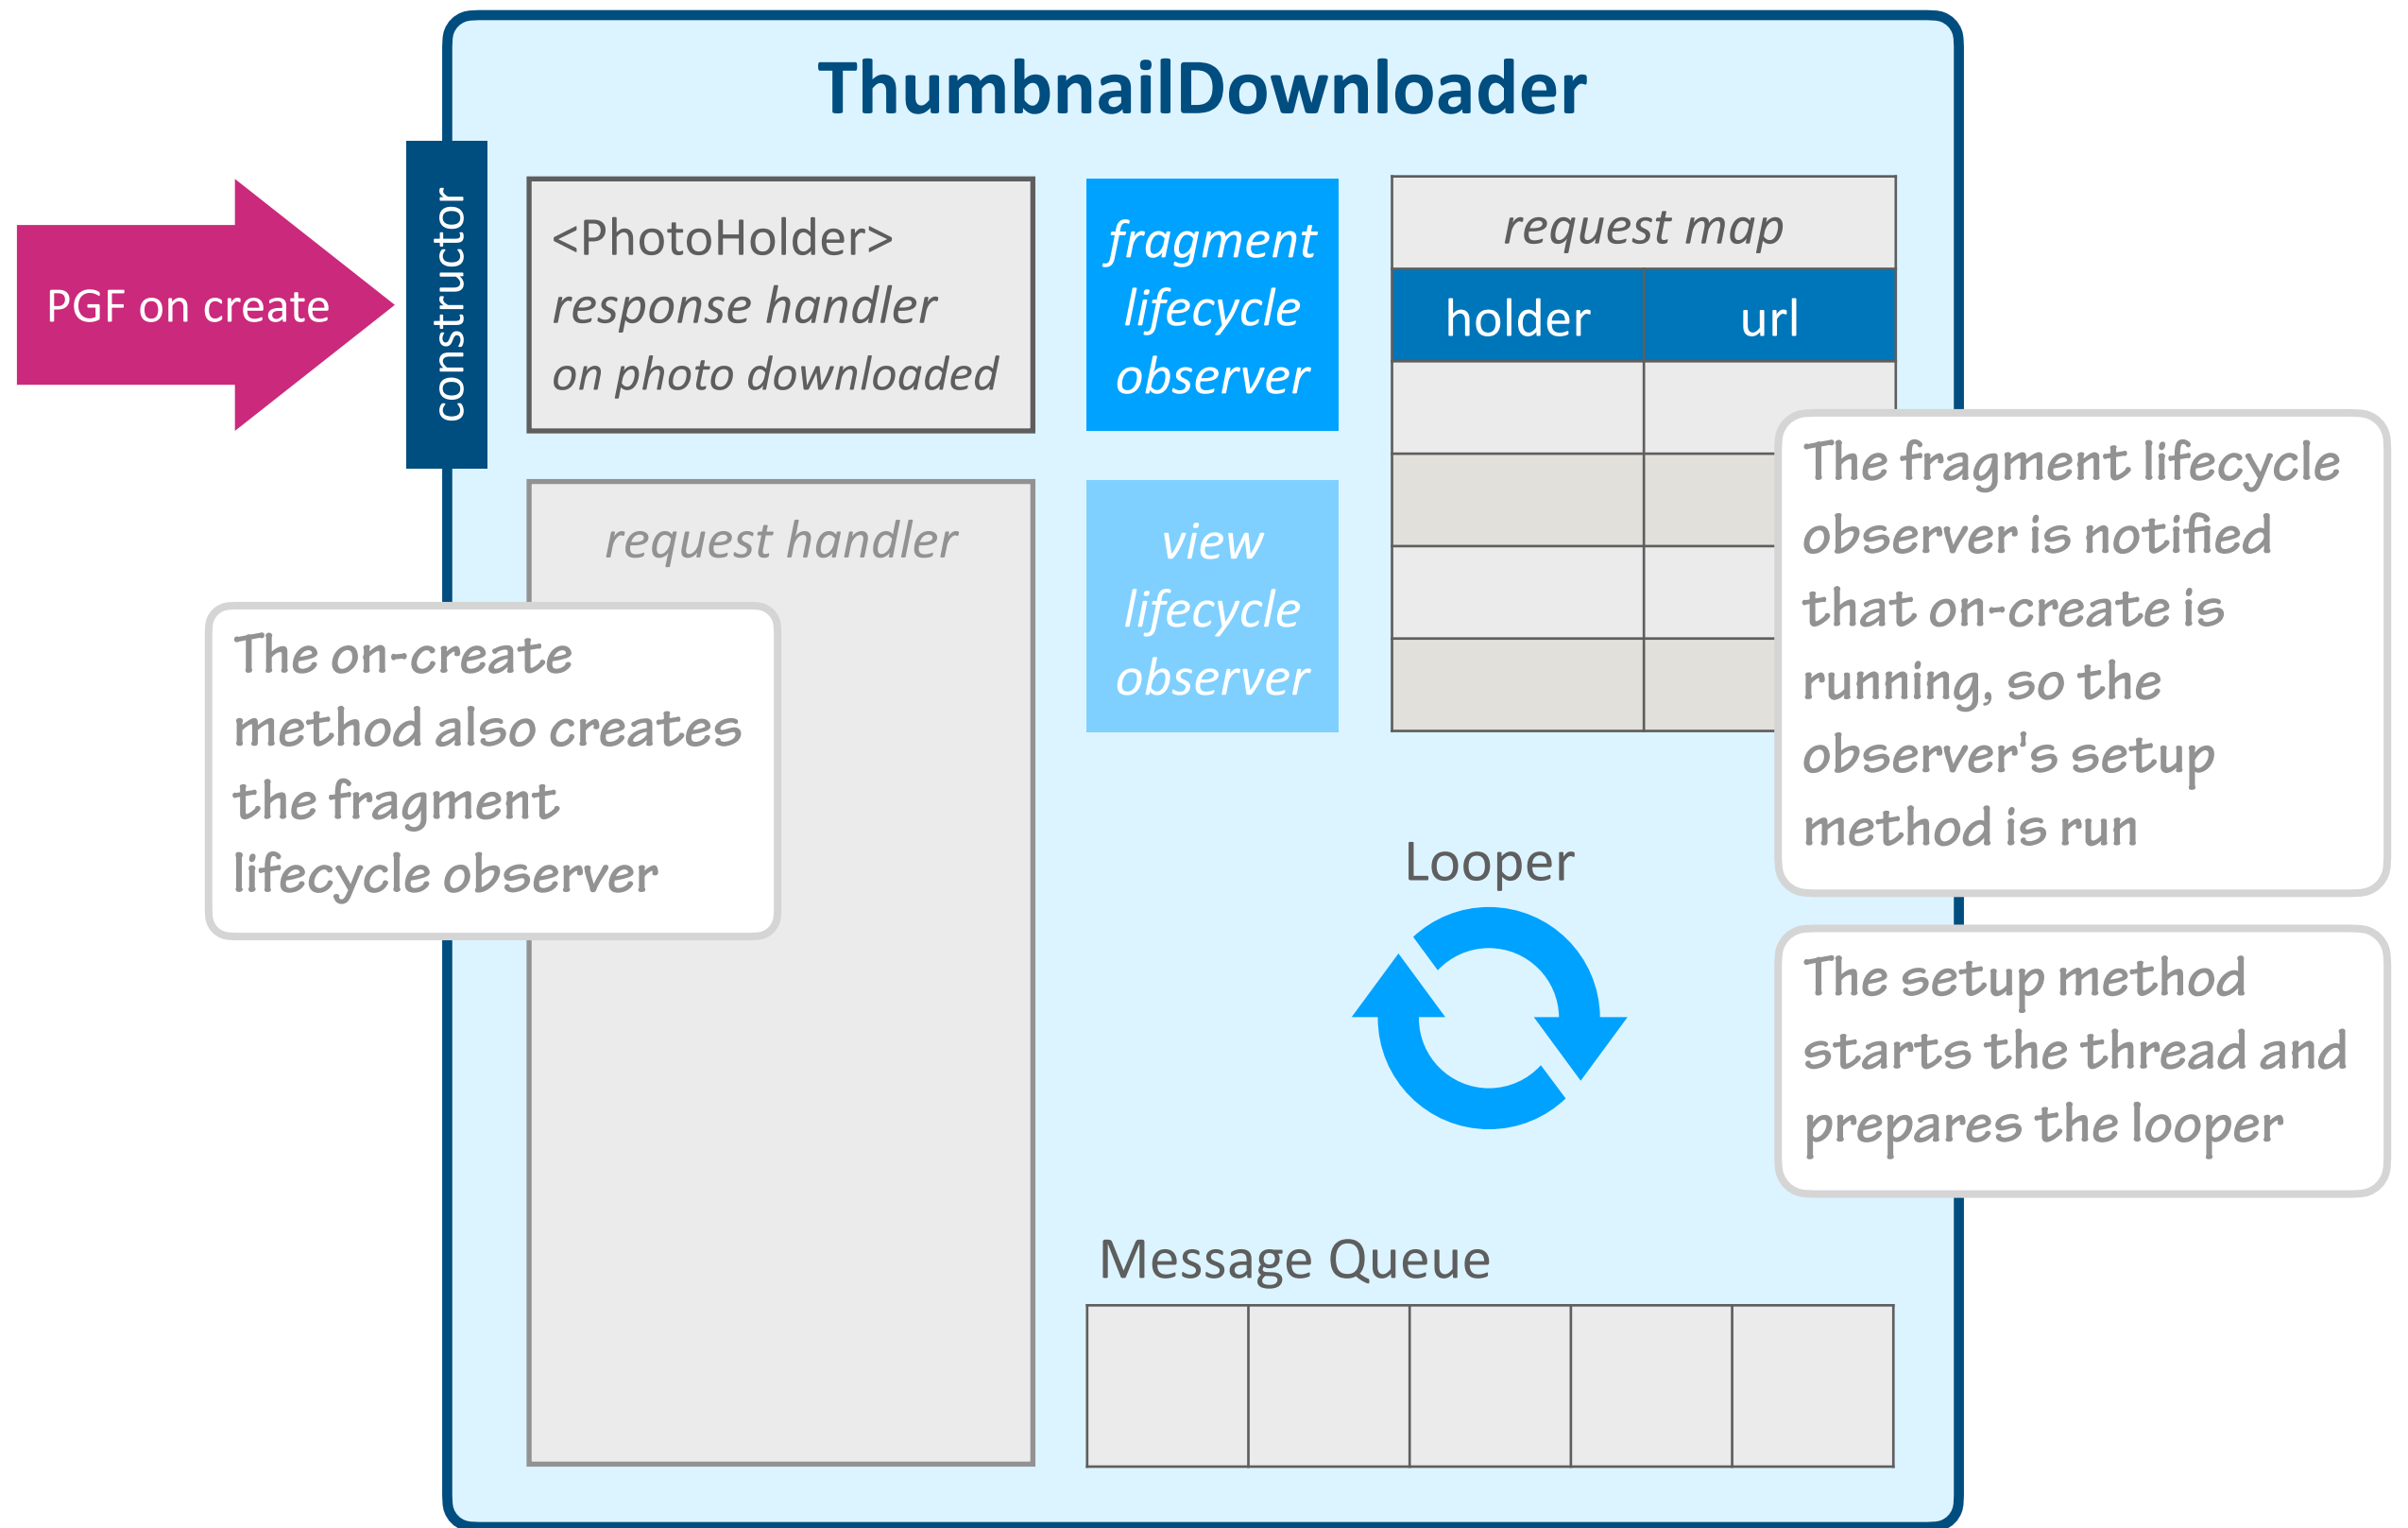 ThumbnailDownloader
PGF on create
constructor
<PhotoHolder>
response handler
on photo downloaded
fragment
lifecycle
observer
request map
holder url
request handler
view
lifecycle
observer
The on-create
method also creates
the fragment
lifecycle observer
The fragment lifecycle
observer is notified
that on-create is
running, so the
observer's setup
method is run
Looper
The setup method
starts the thread and
prepares the looper
Message Queue